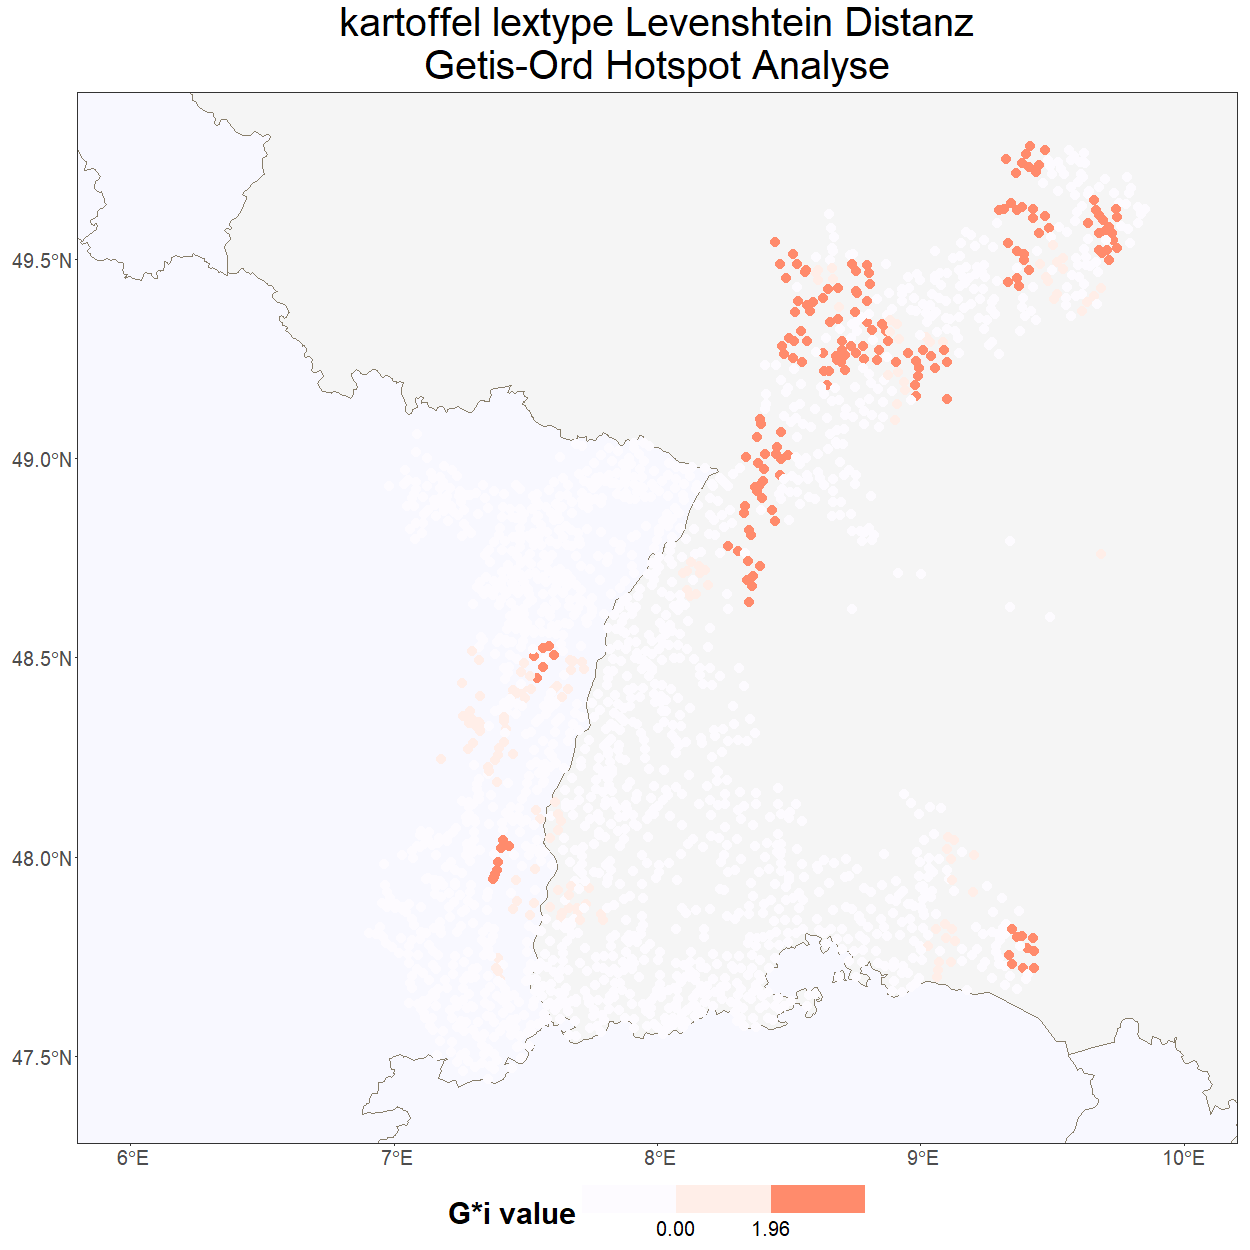 kartoffel lextype Levenshtein Distanz
Getis-Ord Hotspot Analyse
49.5°N
49.0°N
48.5°N
48.0°N
47.5°N
6°E 7°E 8°E 9°E 10°E
G*i value
0.00 1.96